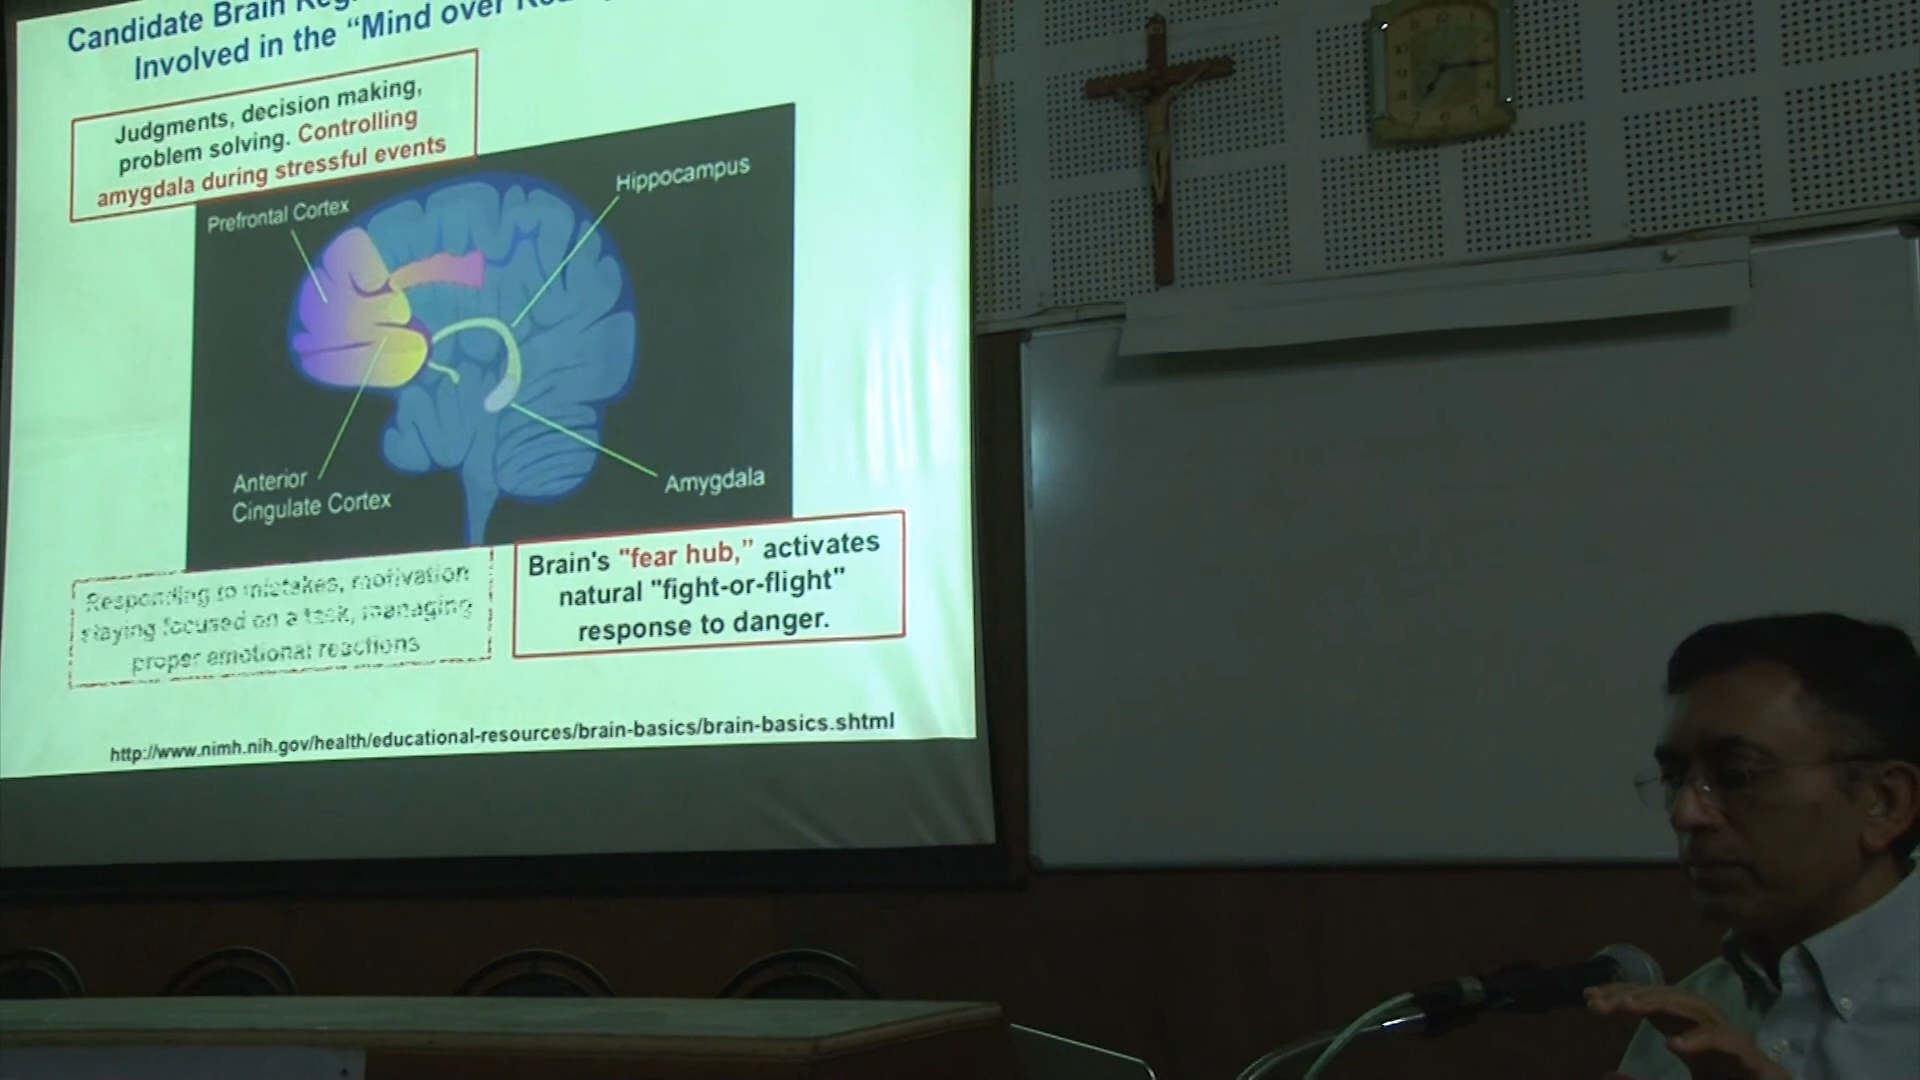 Candidate Brain
Involved in the “Mind over
Judgments, decision making,
problem solving. Controlling
amygdala during stressful events
Prefrontal Cortex
Hippocampus
Anterior
Cingulate Cortex
Amygdala
Responding to mistakes, motivation
staying focused on a task, managing
proper emotional reactions
Brain's "fear hub,” activates
natural "fight-or-flight"
response to danger.
http://www.nimh.nih.gov/health/educational-resources/brain-basics/brain-basics.shtml